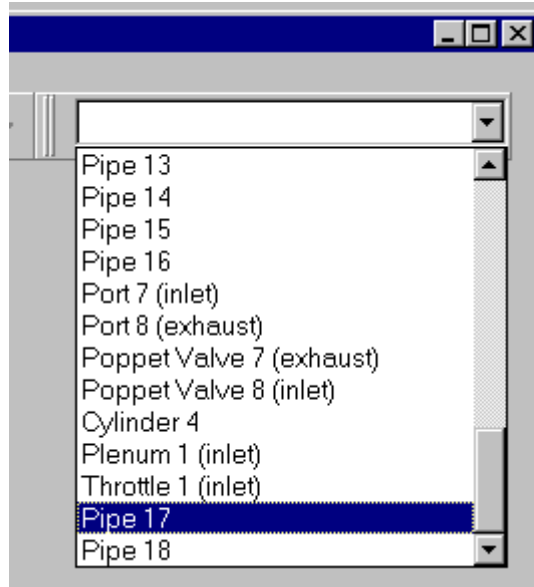 Pipe 13
Pipe 14
Pipe 15
Pipe 16
Port 7 (inlet)
Port 8 (exhaust)
Poppet Valve 7 (exhaust)
Poppet Valve 8 (inlet)
Cylinder 4
Plenum 1 (inlet)
Throttle 1 (inlet)
Pipe 17
Pipe 18